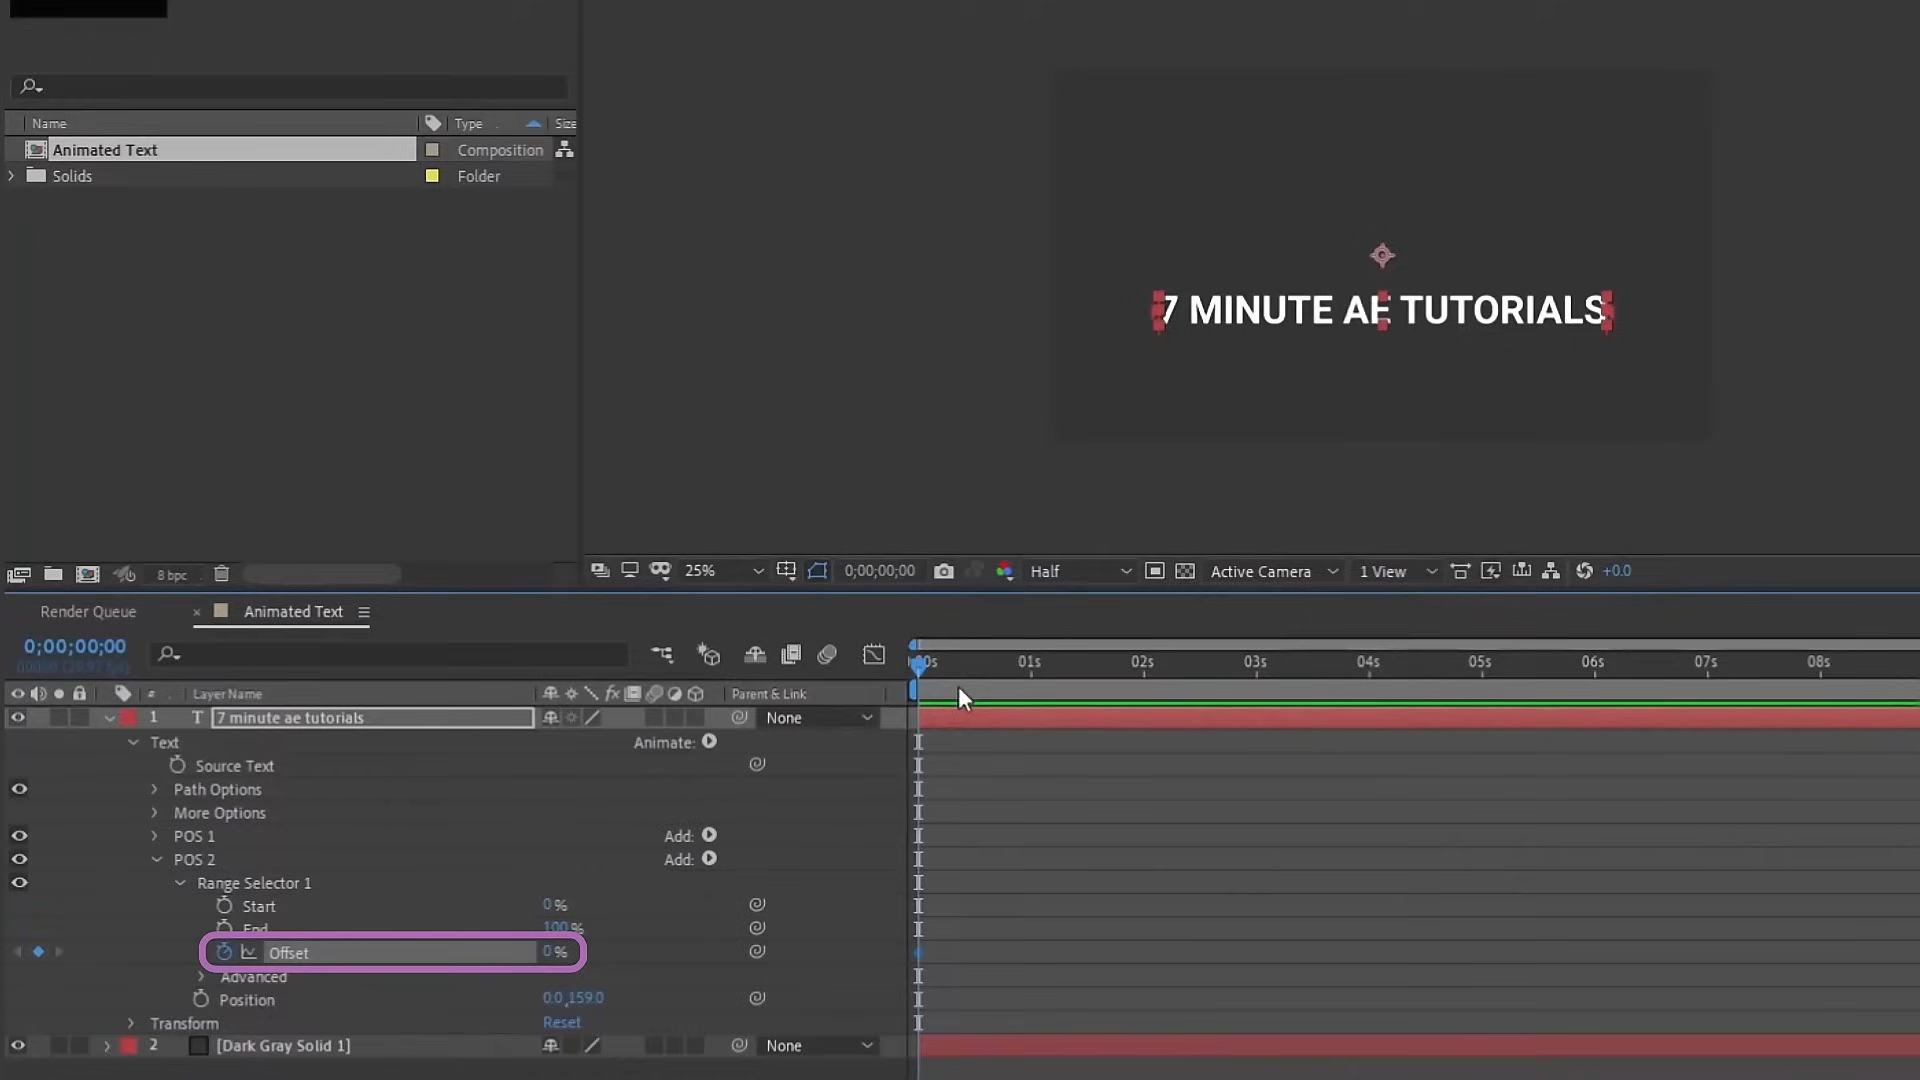 Name Type Size
Animated Text Composition
Solids Folder
7 MINUTE AE TUTORIALS
8 bpc
25% 0;00;00;00 Half Active Camera 1 View +0.0
Render Queue × Animated Text
0;00;00;00
00s 01s 02s 03s 04s 05s 06s 07s 08s
# Layer Name fx Parent & Link
1 T 7 minute ae tutorials None
Text Animate:
Source Text
Path Options
More Options
POS 1 Add:
POS 2 Add:
Range Selector 1
Start 0%
End 100%
Offset 0%
Advanced
Position 0.0,159.0
Transform Reset
2 [Dark Gray Solid 1] None